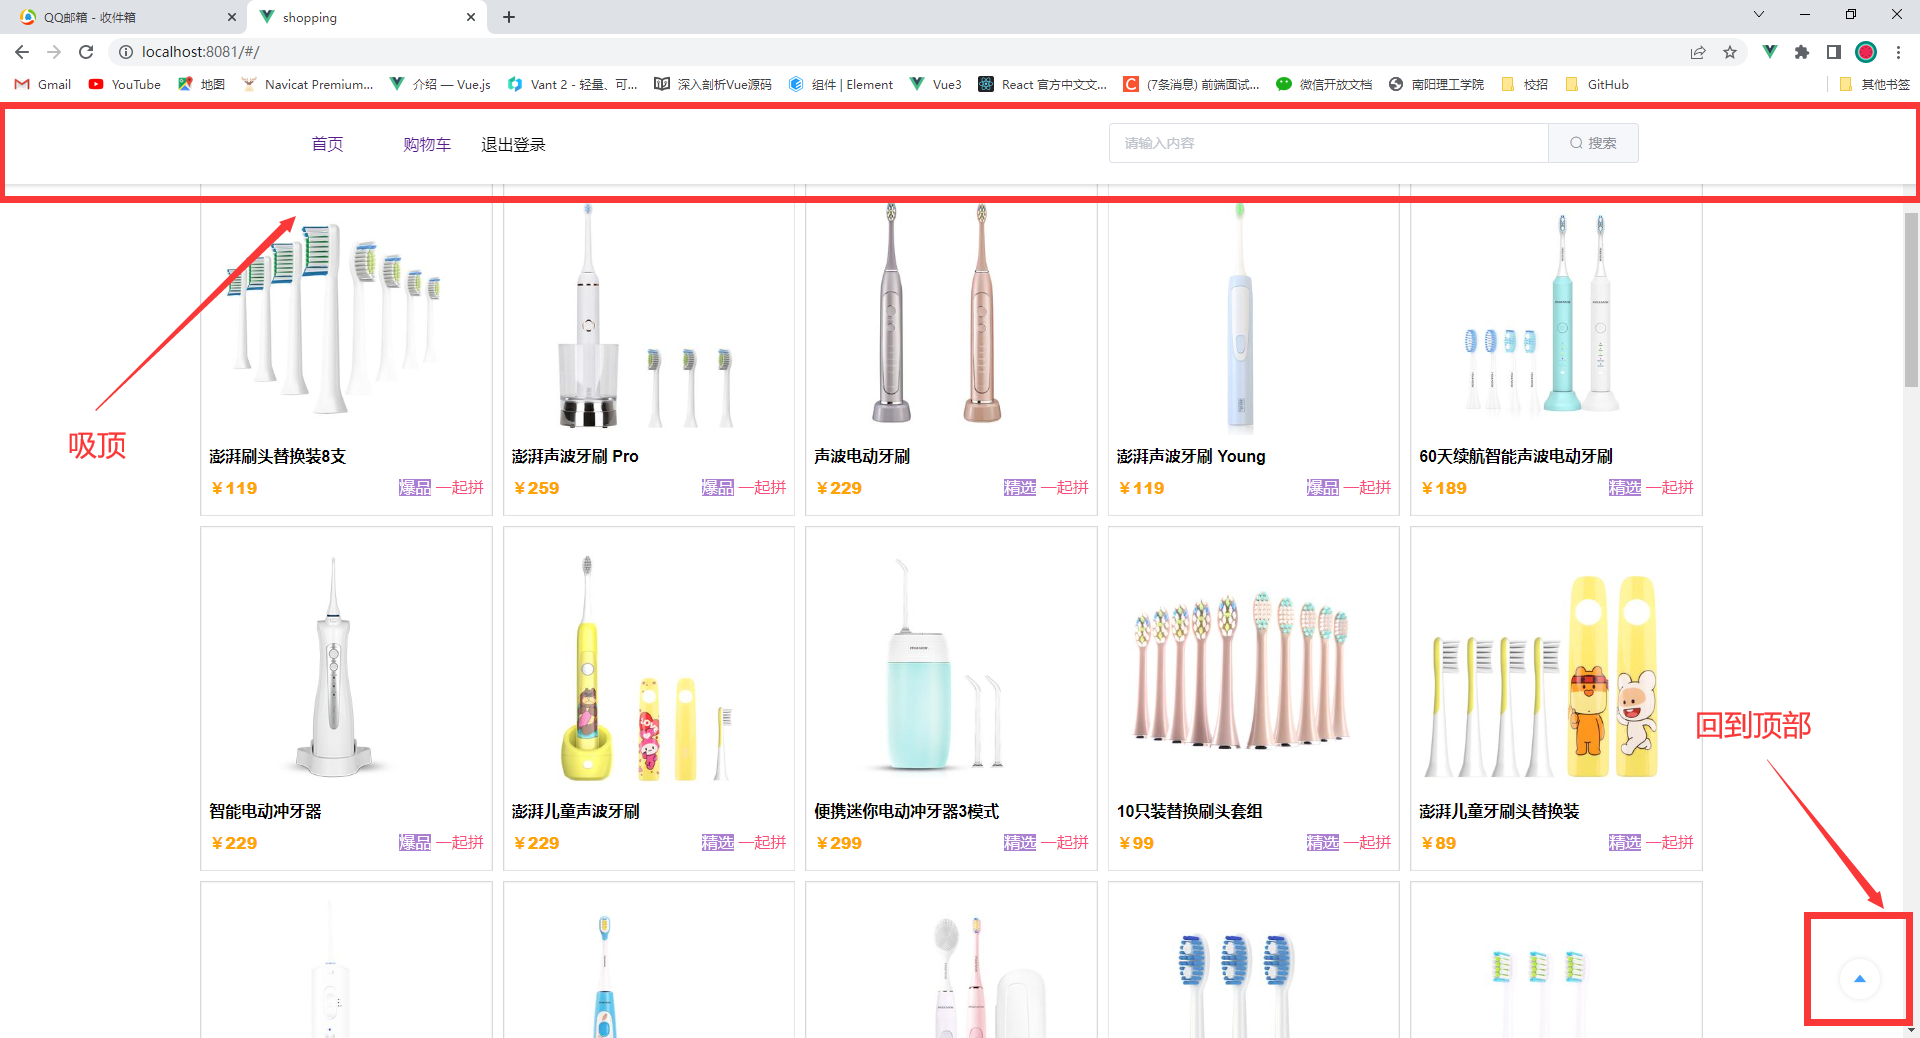 QQ邮箱 - 收件箱
shopping
localhost:8081/#/
Gmail
YouTube
地图
Navicat Premium...
介绍 — Vue.js
Vant 2 - 轻量、可...
深入剖析Vue源码
组件 | Element
Vue3
React 官方中文文...
(7条消息) 前端面试...
微信开放文档
南阳理工学院
校招
GitHub
其他书签
首页
购物车
退出登录
请输入内容
搜索
吸顶
澎湃刷头替换装8支
澎湃声波牙刷 Pro
声波电动牙刷
澎湃声波牙刷 Young
60天续航智能声波电动牙刷
￥119
爆品 一起拼
￥259
爆品 一起拼
￥229
精选 一起拼
￥119
爆品 一起拼
￥189
精选 一起拼
回到顶部
智能电动冲牙器
澎湃儿童声波牙刷
便携迷你电动冲牙器3模式
10只装替换刷头套组
澎湃儿童牙刷头替换装
￥229
爆品 一起拼
￥229
精选 一起拼
￥299
精选 一起拼
￥99
精选 一起拼
￥89
精选 一起拼